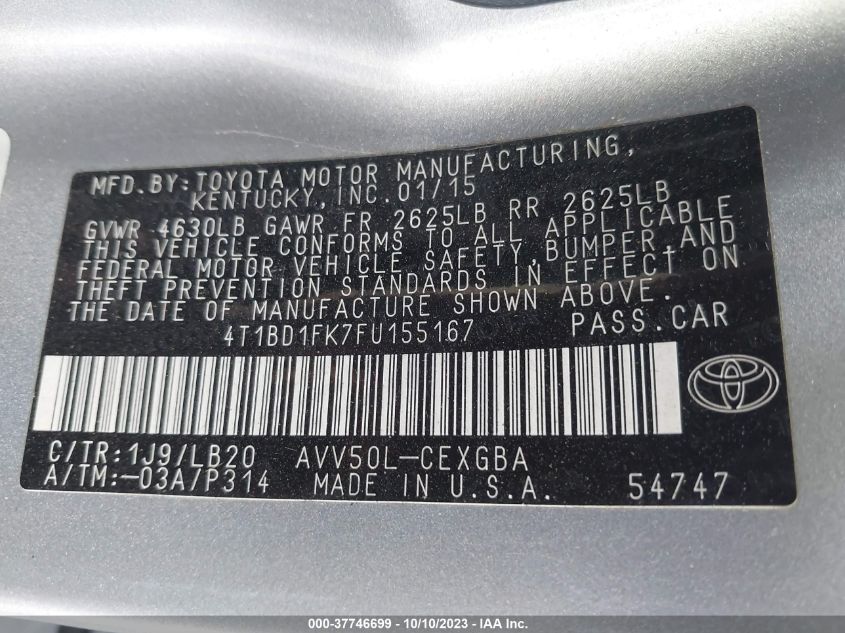 MFD.BY:TOYOTA MOTOR MANUFACTURING,
KENTUCKY,INC.01/15
GVWR 4630LB GAWR FR 2625LB RR 2625LB
THIS VEHICLE CONFORMS TO ALL APPLICABLE
FEDERAL MOTOR VEHICLE SAFETY,BUMPER,AND
THEFT PREVENTION STANDARDS IN EFFECT ON
THE DATE OF MANUFACTURE SHOWN ABOVE.
4T1BD1FK7FU155167 PASS.CAR
C/TR:1J9/LB20 AVV50L-CEXGBA
A/TM:-03A/P314 MADE IN U.S.A. 54747
000-37746699 - 10/10/2023 - IAA Inc.